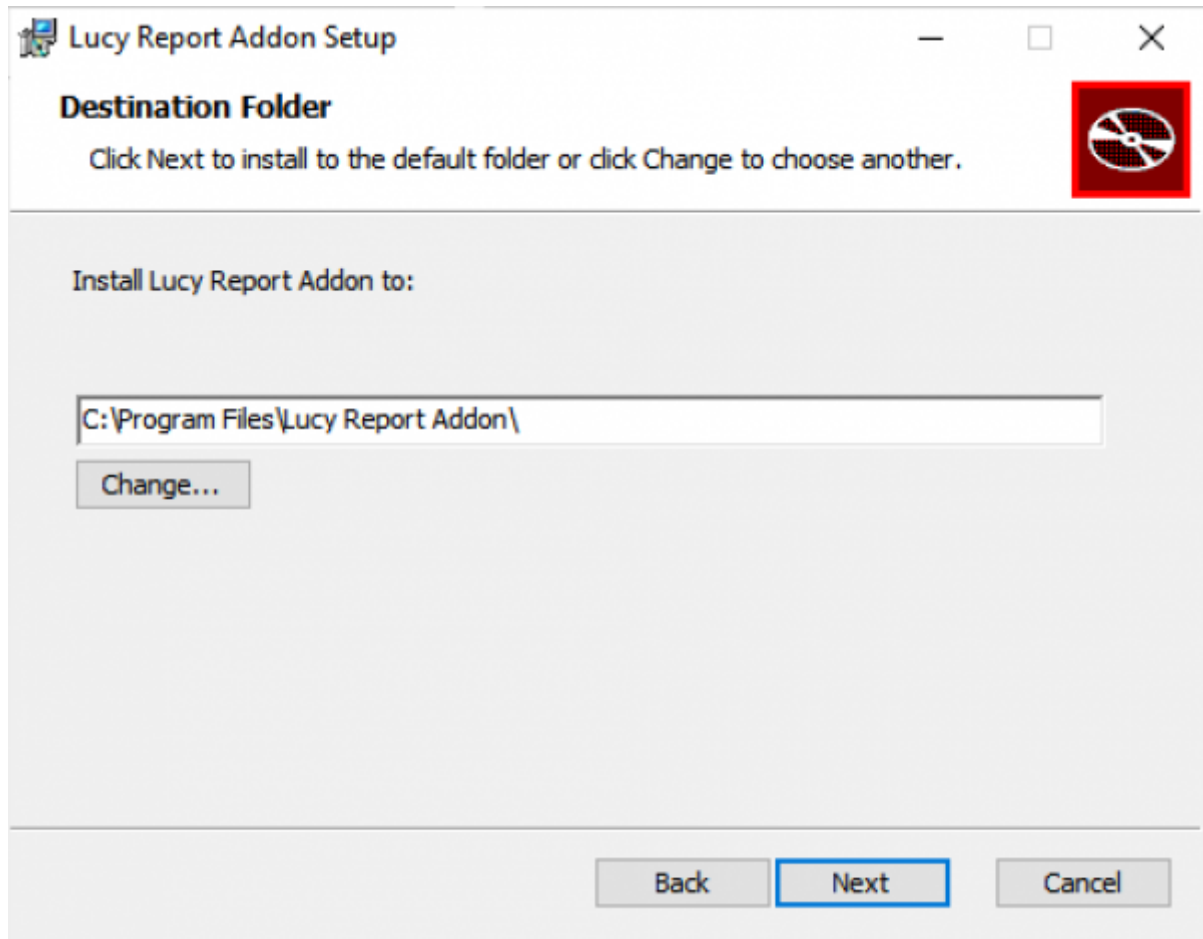 Lucy Report Addon Setup
Destination Folder
Click Next to install to the default folder or click Change to choose another.
Install Lucy Report Addon to:
C:\Program Files\Lucy Report Addon\
Change...
Back
Next
Cancel